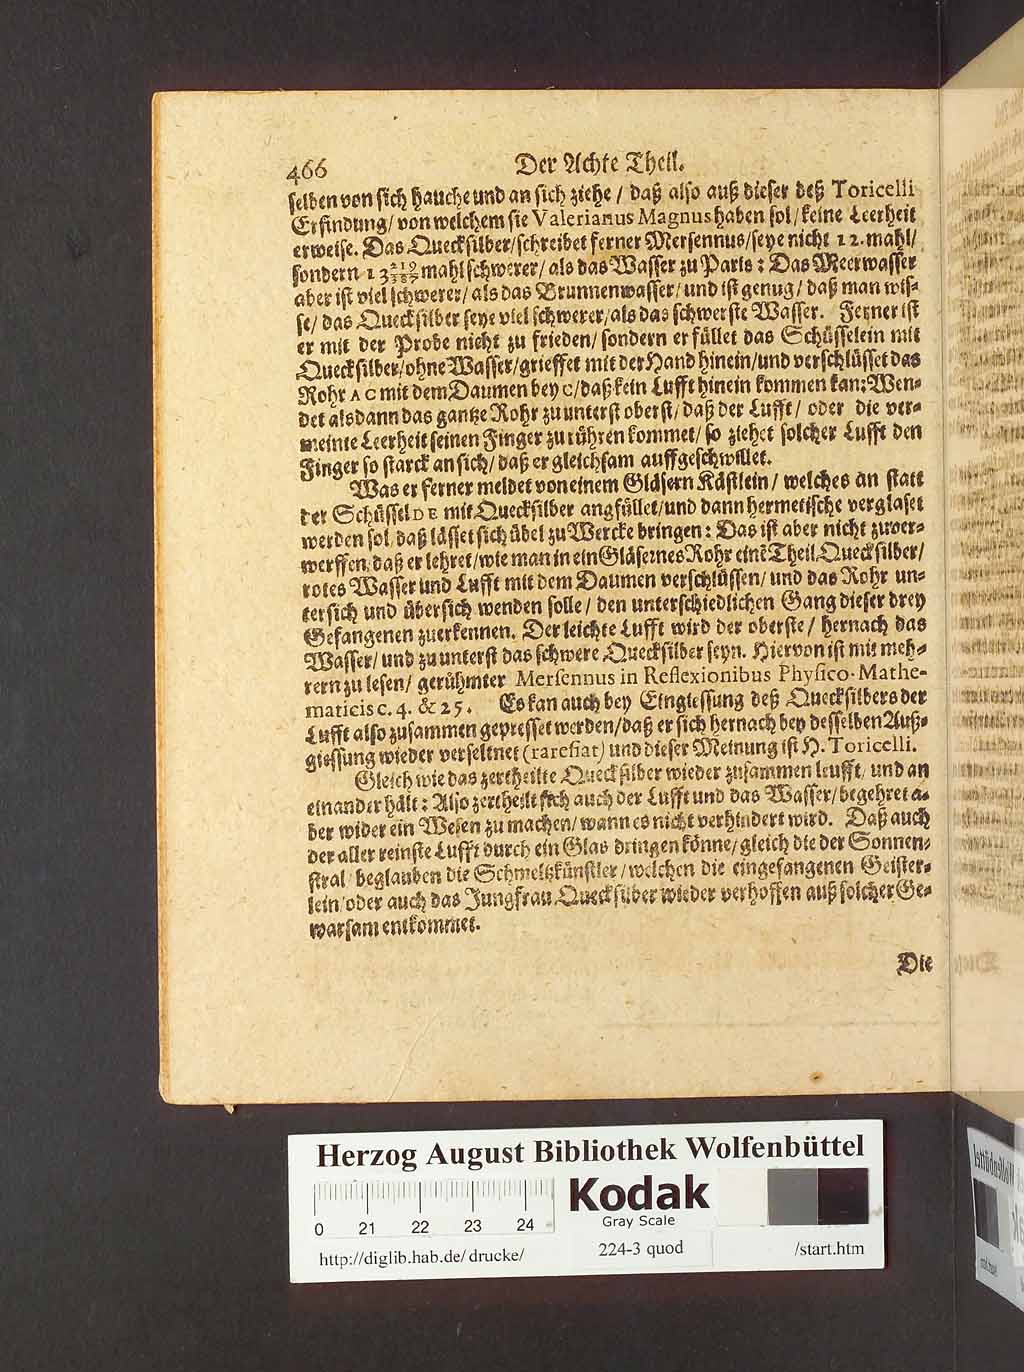 466
Der Achte Theil.
selben von sich hauche und an sich ziehe / daß also auß dieser deß Toricelli
Erfindung / von welchem sie Valerianus Magnus haben sol / keine Leerheit
erweise. Das Quecksilber / schreibet ferner Mersennus / seye nicht 12. mahl /
sondern 13 219/387 mahl schwerer / als das Wasser zu Paris: Das Meerwasser
aber ist viel schwerer / als das Brunnenwasser / und ist genug / daß man wis-
se / das Quecksilber seye viel schwerer / als das schwerste Wasser. Ferner ist
er mit der Probe nicht zu frieden / sondern er füllet das Schüsselein mit
Quecksilber / ohne Wasser / grieffet mit der Hand hinein / und verschlüsset das
Rohr AC mit dem Daumen bey C / daß kein Lufft hinein kommen kan: Wen-
det alsdann das gantze Rohr zu unterst oberst / daß der Lufft / oder die ver-
meinte Leerheit seinen Finger zu rühren kommet / so ziehet solcher Lufft den
Finger so starck an sich / daß er gleichsam auffgeschwillet.
Was er ferner meldet von einem Gläsern Kästlein / welches an statt
der Schüssel DE mit Quecksilber angfüllet / und dann hermetische verglaset
werden sol / daß lässet sich übel zu Wercke bringen: Das ist aber nicht zuver-
werffen / daß er lehret / wie man in ein Gläsernes Rohr einē Theil Quecksilber /
rotes Wasser und Lufft mit dem Daumen verschlüssen / und das Rohr un-
tersich und übersich wenden solle / den unterschiedlichen Gang dieser drey
Gefangenen zuerkennen. Der leichte Lufft wird der oberste / hernach das
Wasser / und zu unterst das schwere Quecksilber seyn. Hiervon ist mit meh-
rern zu lesen / gerühmter Mersennus in Reflexionibus Physico-Mathe-
maticis c. 4. & 25. Es kan auch bey Eingiessung deß Quecksilbers der
Lufft also zusammen gepresset werden / daß er sich hernach bey desselben Auß-
giessung wieder verseltnet (rarefiat) und dieser Meinung ist H. Toricelli.
Gleich wie das zertheilte Quecksilber wieder zusammen leufft / und an
einander hält: Also zertheilt sich auch der Lufft und das Wasser / begehret a-
ber wider ein Wesen zu machen / wann es nicht verhindert wird. Daß auch
der aller reinste Lufft durch ein Glas dringen könne / gleich die der Sonnen-
stral / beglauben die Schmeltzkünstler / welchen die eingefangenen Geister-
lein / oder auch das Jungfrau Quecksilber wieder verhoffen auß solcher Ge-
warsam entkommet.
Die
Herzog August Bibliothek Wolfenbüttel
0 21 22 23 24
Kodak
Gray Scale
http://diglib.hab.de/drucke/ 224-3 quod /start.htm